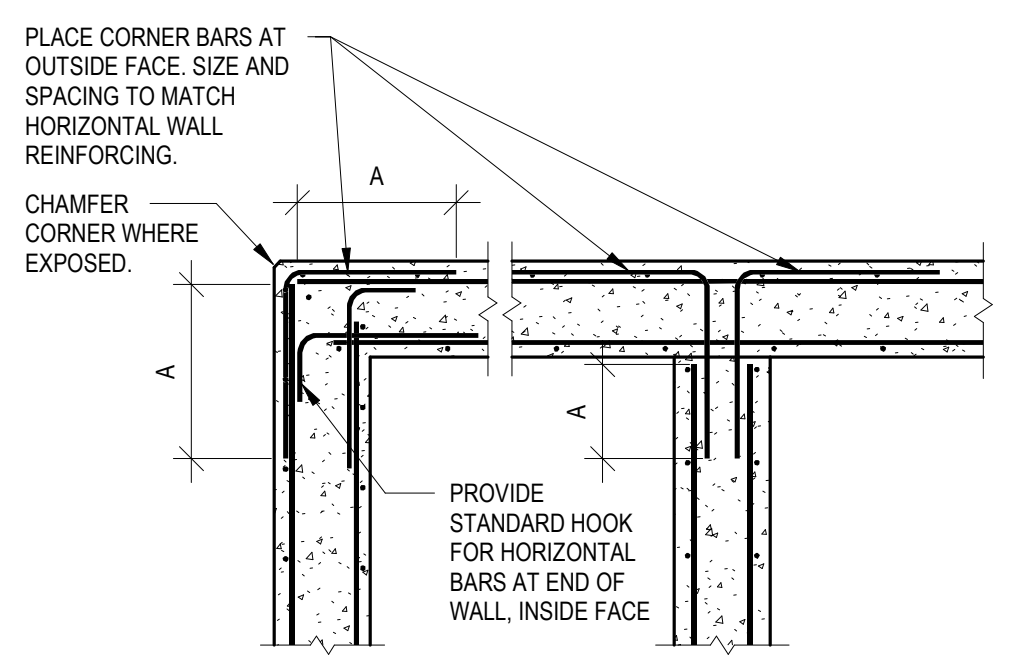 PLACE CORNER BARS AT
OUTSIDE FACE. SIZE AND
SPACING TO MATCH
HORIZONTAL WALL
REINFORCING.
A
CHAMFER
CORNER WHERE
EXPOSED.
A
A
PROVIDE
STANDARD HOOK
FOR HORIZONTAL
BARS AT END OF
WALL, INSIDE FACE